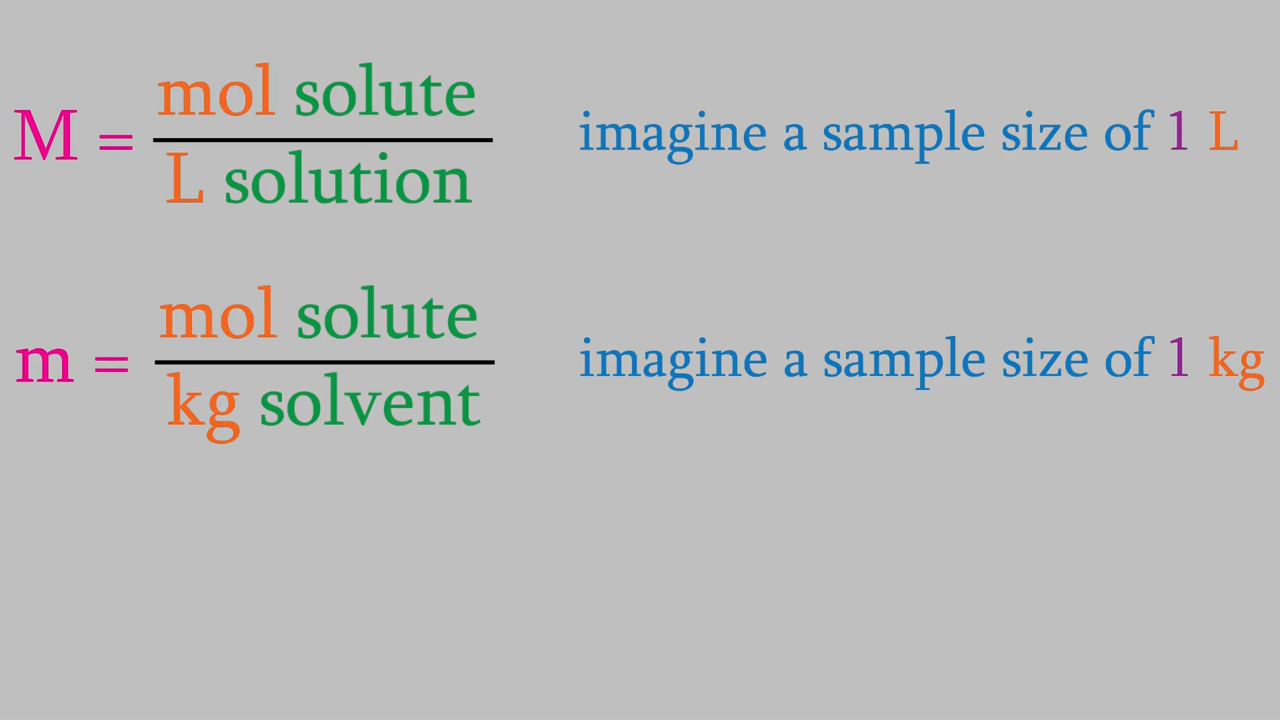 M = mol solute / L solution
imagine a sample size of 1 L
m = mol solute / kg solvent
imagine a sample size of 1 kg